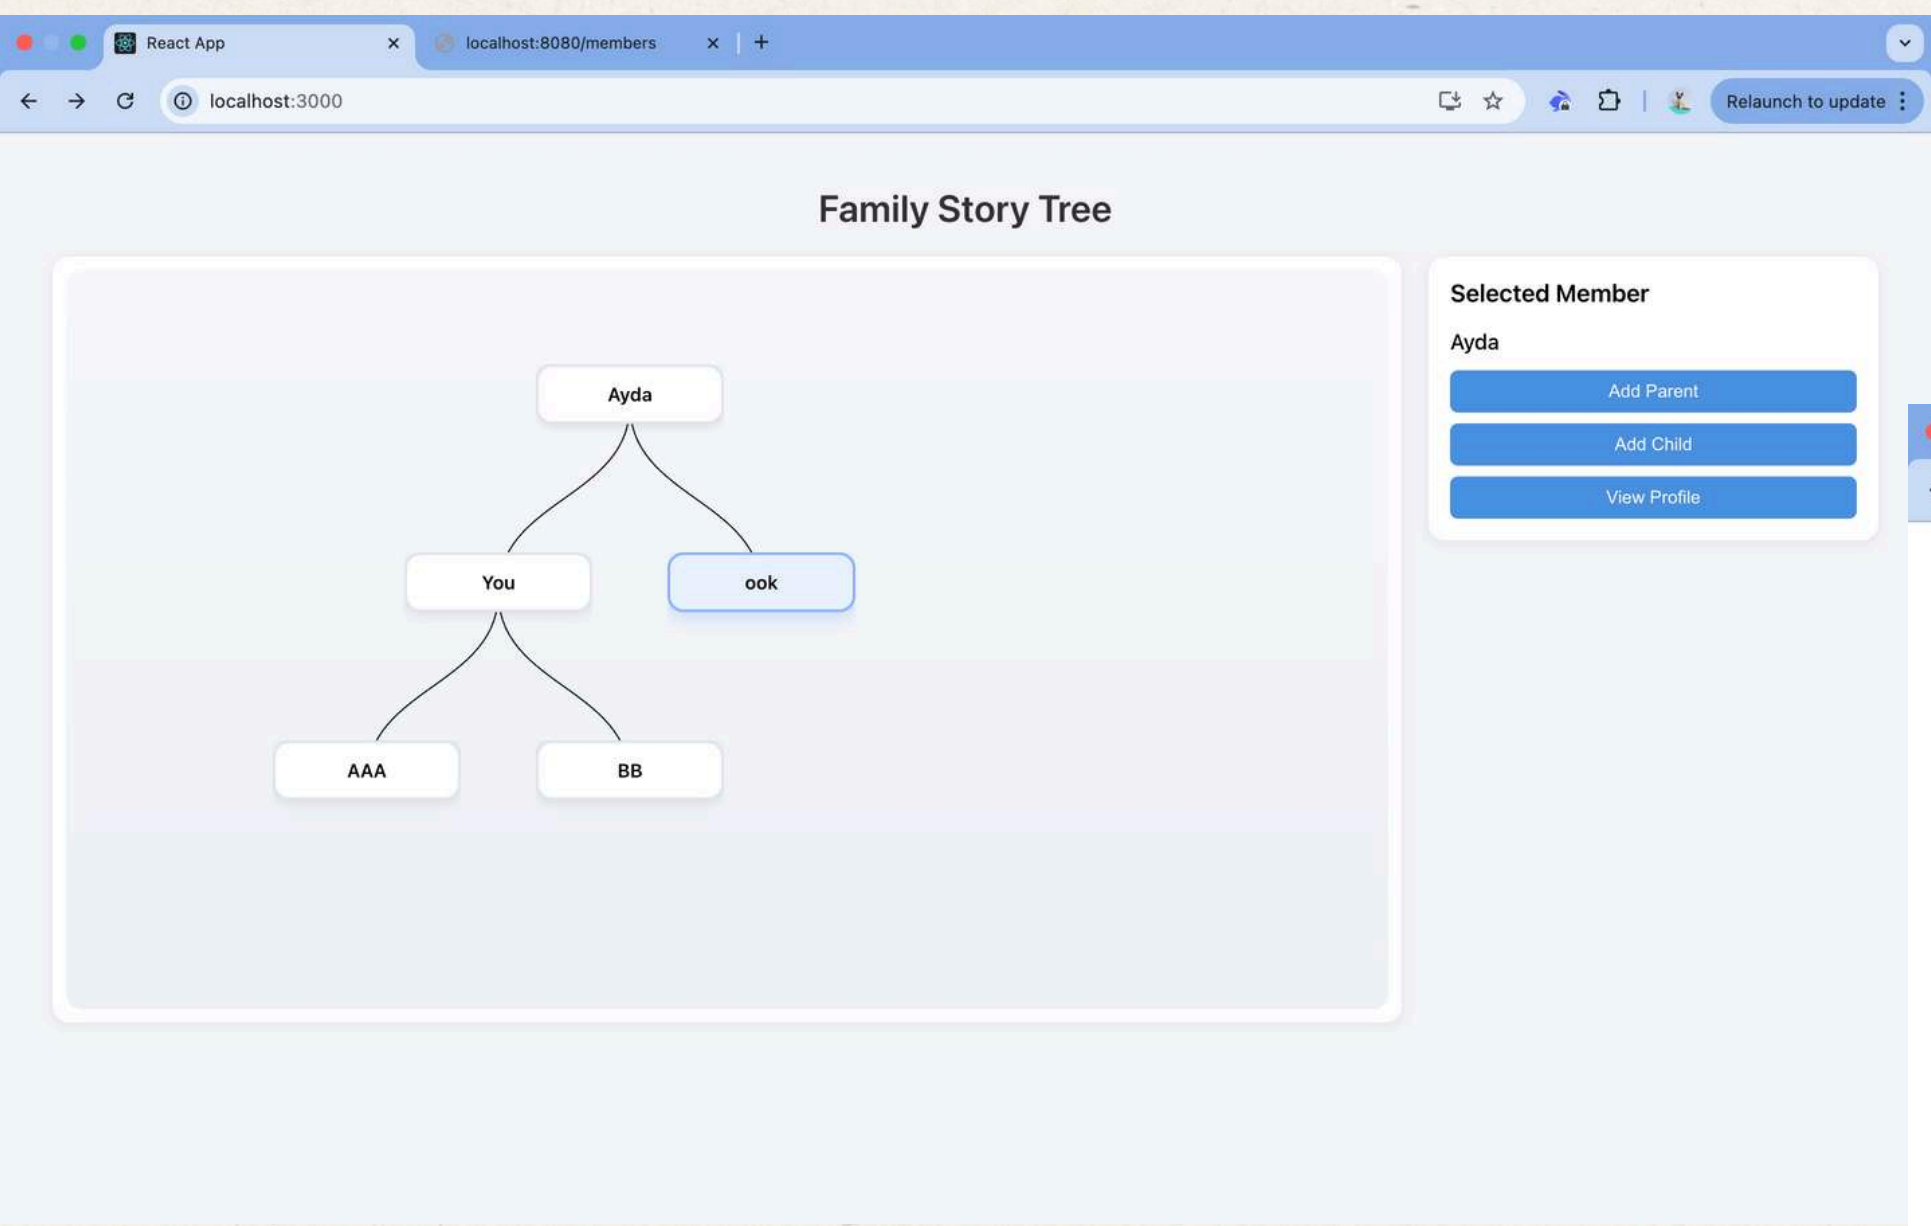 React App
localhost:8080/members
localhost:3000
Relaunch to update
Family Story Tree
Ayda
You
ook
AAA
BB
Selected Member
Ayda
Add Parent
Add Child
View Profile